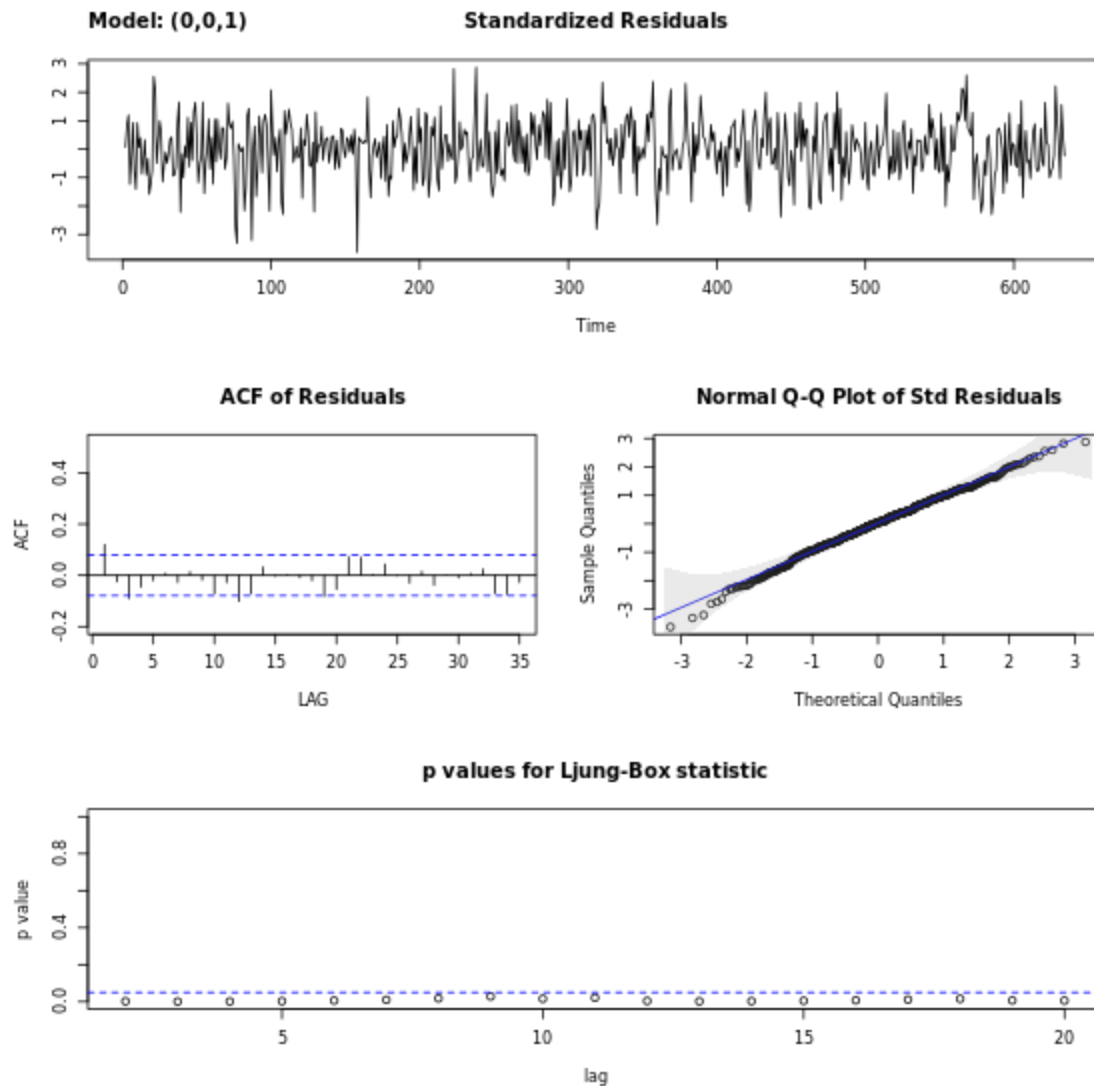 Model: (0,0,1) Standardized Residuals
3
2
1
-1
-3
0 100 200 300 400 500 600
Time
ACF of Residuals
ACF
0.4
0.2
0.0
-0.2
0 5 10 15 20 25 30 35
LAG
Normal Q-Q Plot of Std Residuals
Sample Quantiles
3
2
1
-1
-3
-3 -2 -1 0 1 2 3
Theoretical Quantiles
p values for Ljung-Box statistic
p value
0.8
0.4
0.0
5 10 15 20
lag